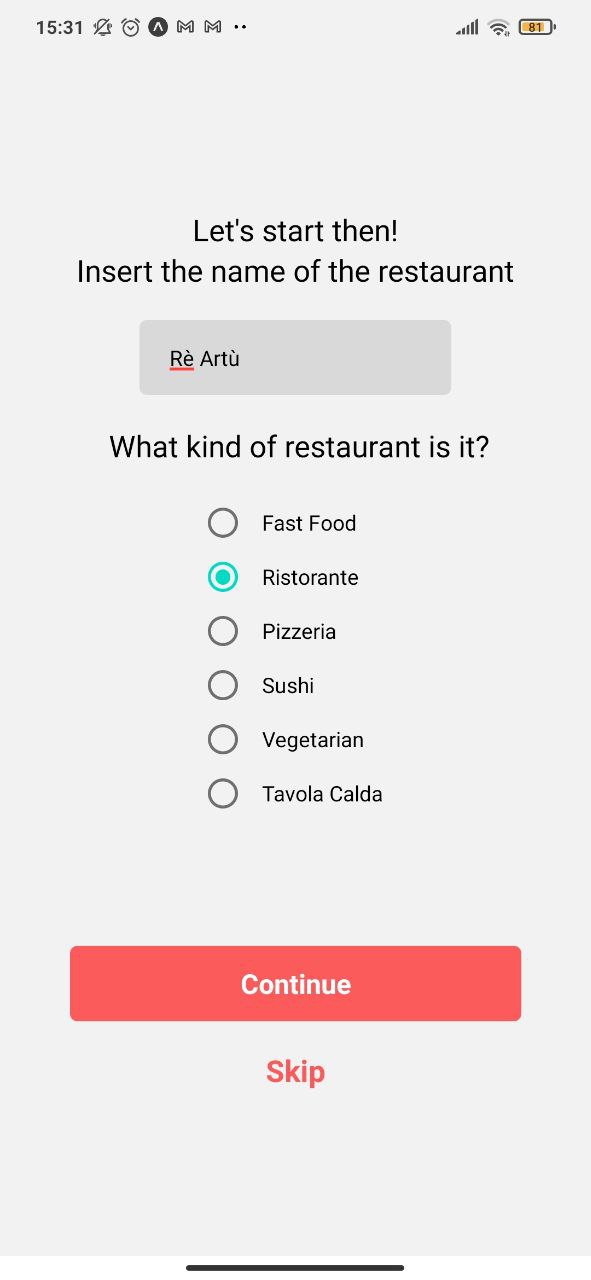 15:31
81
Let's start then!
Insert the name of the restaurant
Rè Artù
What kind of restaurant is it?
Fast Food
Ristorante
Pizzeria
Sushi
Vegetarian
Tavola Calda
Continue
Skip